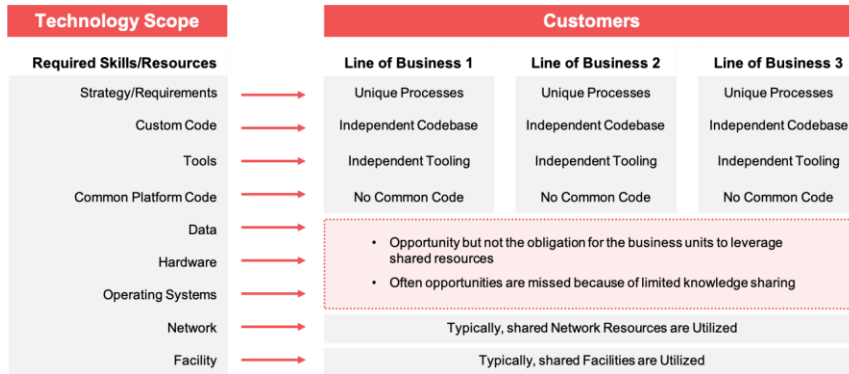 Technology Scope
Customers
Required Skills/Resources
Line of Business 1
Line of Business 2
Line of Business 3
Strategy/Requirements
Unique Processes
Unique Processes
Unique Processes
Custom Code
Independent Codebase
Independent Codebase
Independent Codebase
Tools
Independent Tooling
Independent Tooling
Independent Tooling
Common Platform Code
No Common Code
No Common Code
No Common Code
Data
• Opportunity but not the obligation for the business units to leverage
shared resources
Hardware
• Often opportunities are missed because of limited knowledge sharing
Operating Systems
Network
Typically, shared Network Resources are Utilized
Facility
Typically, shared Facilities are Utilized